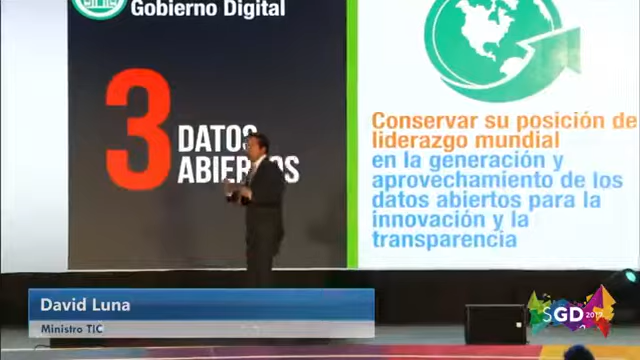 Gobierno Digital
3 DATOS
ABIERTOS
Conservar su posición de
liderazgo mundial
en la generación y
aprovechamiento de los
datos abiertos para la
innovación y la
transparencia
David Luna
Ministro TIC
SGD 2017